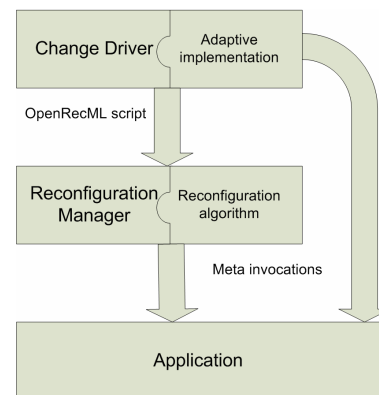 Change Driver
Adaptive
implementation
OpenRecML script
Reconfiguration
Manager
Reconfiguration
algorithm
Meta invocations
Application